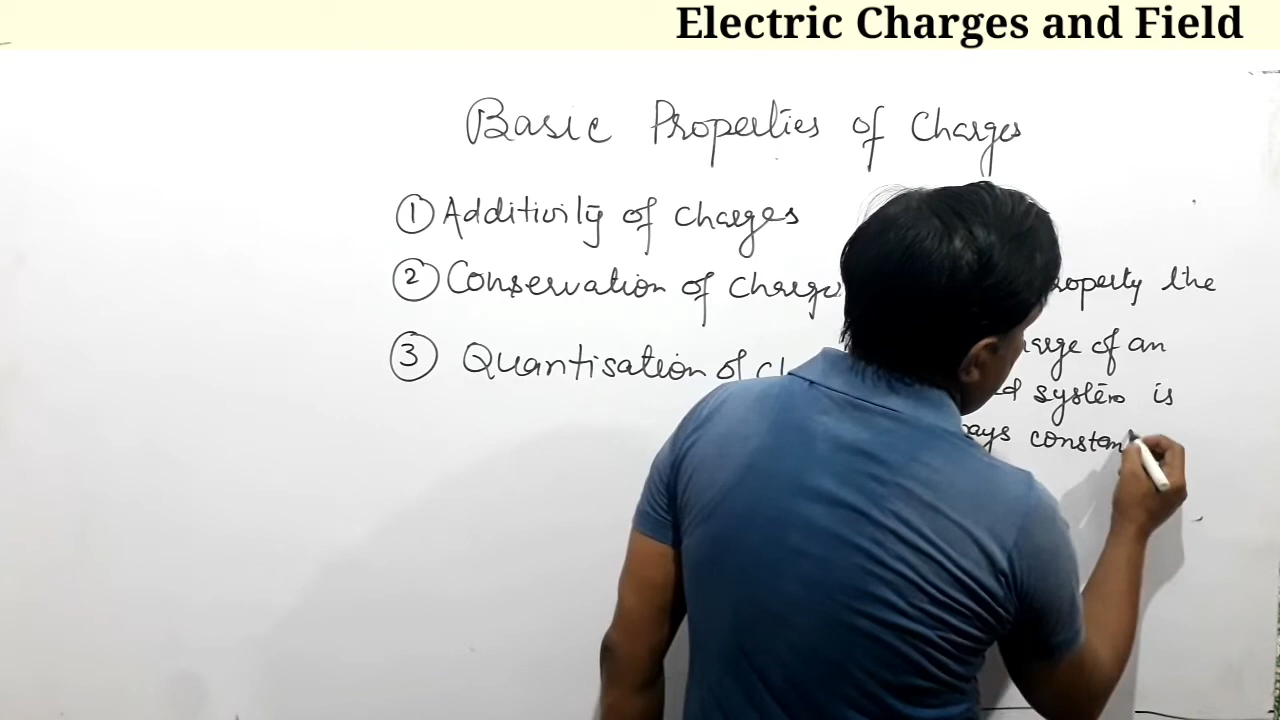 Electric Charges and Field
Basic Properties of Charges
① Additivity of charges
② Conservation of charge property the
of an
system is
③ Quantisation of
constan